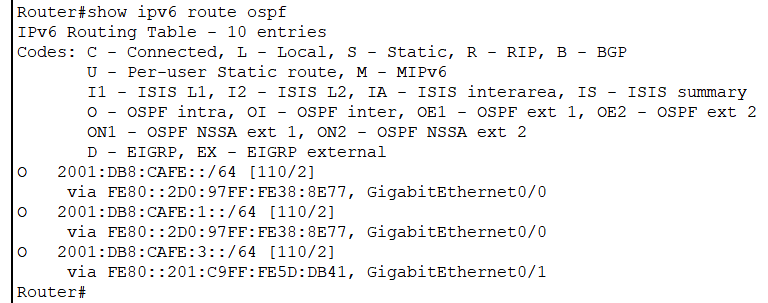 Router#show ipv6 route ospf
IPv6 Routing Table - 10 entries
Codes: C - Connected, L - Local, S - Static, R - RIP, B - BGP
       U - Per-user Static route, M - MIPv6
       I1 - ISIS L1, I2 - ISIS L2, IA - ISIS interarea, IS - ISIS summary
       O - OSPF intra, OI - OSPF inter, OE1 - OSPF ext 1, OE2 - OSPF ext 2
       ON1 - OSPF NSSA ext 1, ON2 - OSPF NSSA ext 2
       D - EIGRP, EX - EIGRP external
O   2001:DB8:CAFE::/64 [110/2]
     via FE80::2D0:97FF:FE38:8E77, GigabitEthernet0/0
O   2001:DB8:CAFE:1::/64 [110/2]
     via FE80::2D0:97FF:FE38:8E77, GigabitEthernet0/0
O   2001:DB8:CAFE:3::/64 [110/2]
     via FE80::201:C9FF:FE5D:DB41, GigabitEthernet0/1
Router#